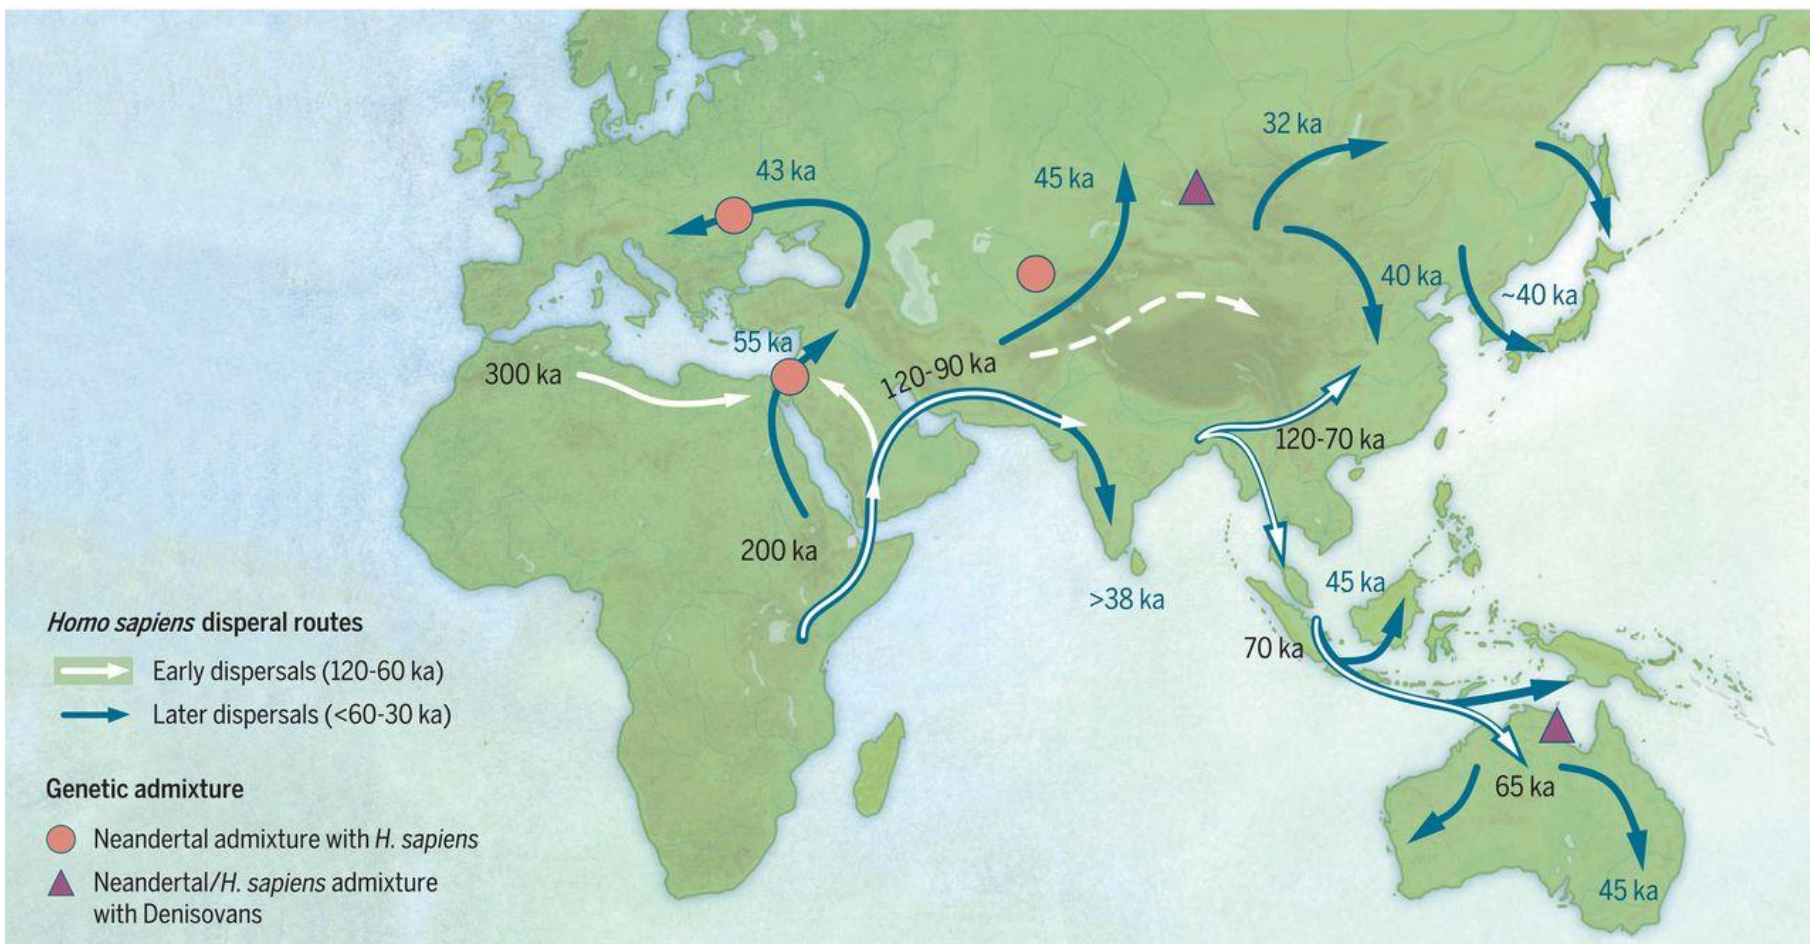 32 ka
43 ka
45 ka
40 ka
~40 ka
55 ka
120-90 ka
300 ka
120-70 ka
200 ka
45 ka
>38 ka
Homo sapiens disperal routes
70 ka
Early dispersals (120-60 ka)
Later dispersals (<60-30 ka)
65 ka
Genetic admixture
Neandertal admixture with H. sapiens
Neandertal/H. sapiens admixture
with Denisovans
45 ka